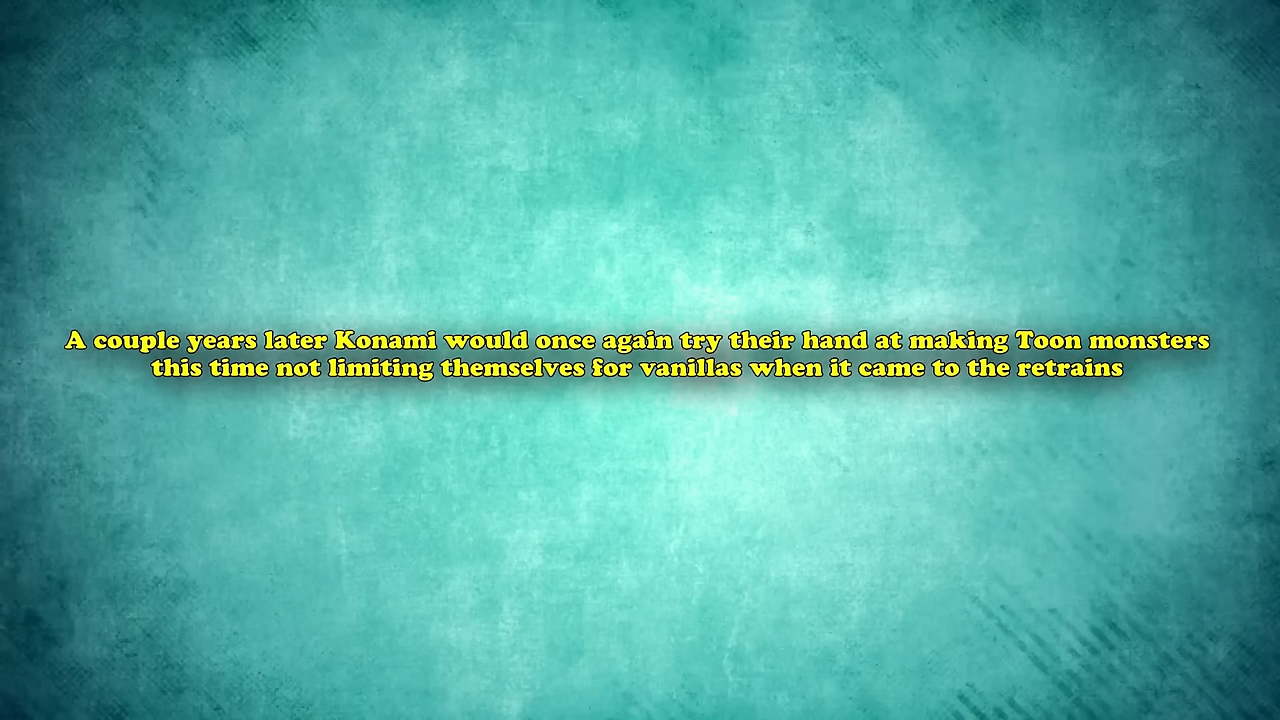 A couple years later Konami would once again try their hand at making Toon monsters
this time not limiting themselves for vanillas when it came to the retrains